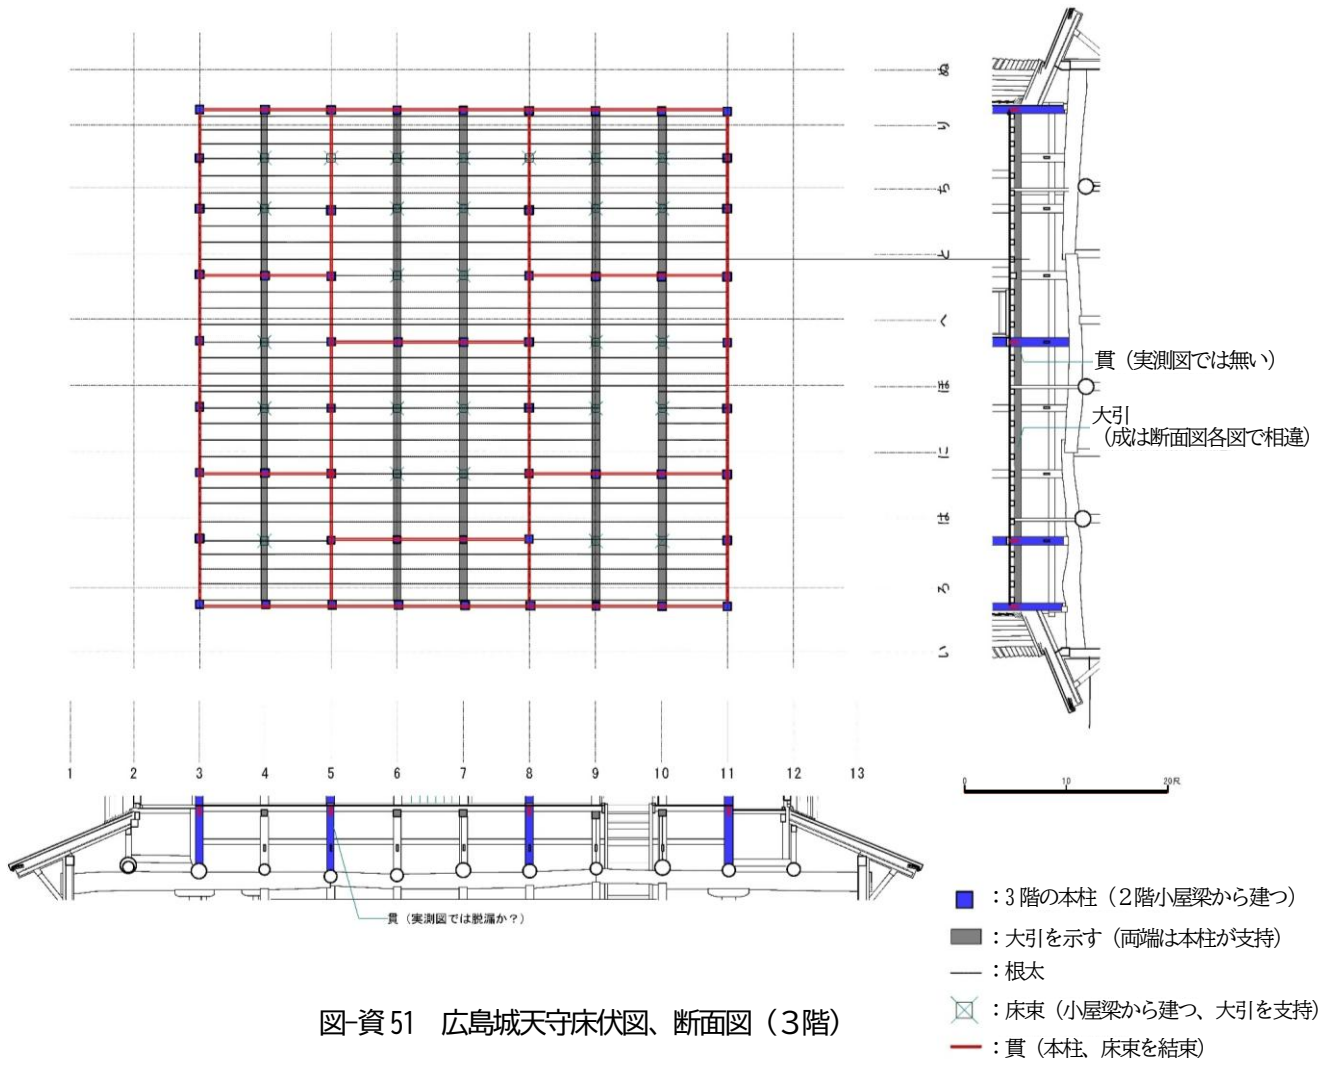 ぬ
り
ち
と
へ
ほ
に
は
ろ
い
貫（実測図では無い）
大引
（成は断面図各図で相違）
1 2 3 4 5 6 7 8 9 10 11 12 13
0 10 20尺
貫（実測図では脱漏か？）
：3階の本柱（２階小屋梁から建つ）
：大引を示す（両端は本柱が支持）
：根太
：床束（小屋梁から建つ、大引を支持）
：貫（本柱、床束を結束）
図-資51　広島城天守床伏図、断面図（３階）